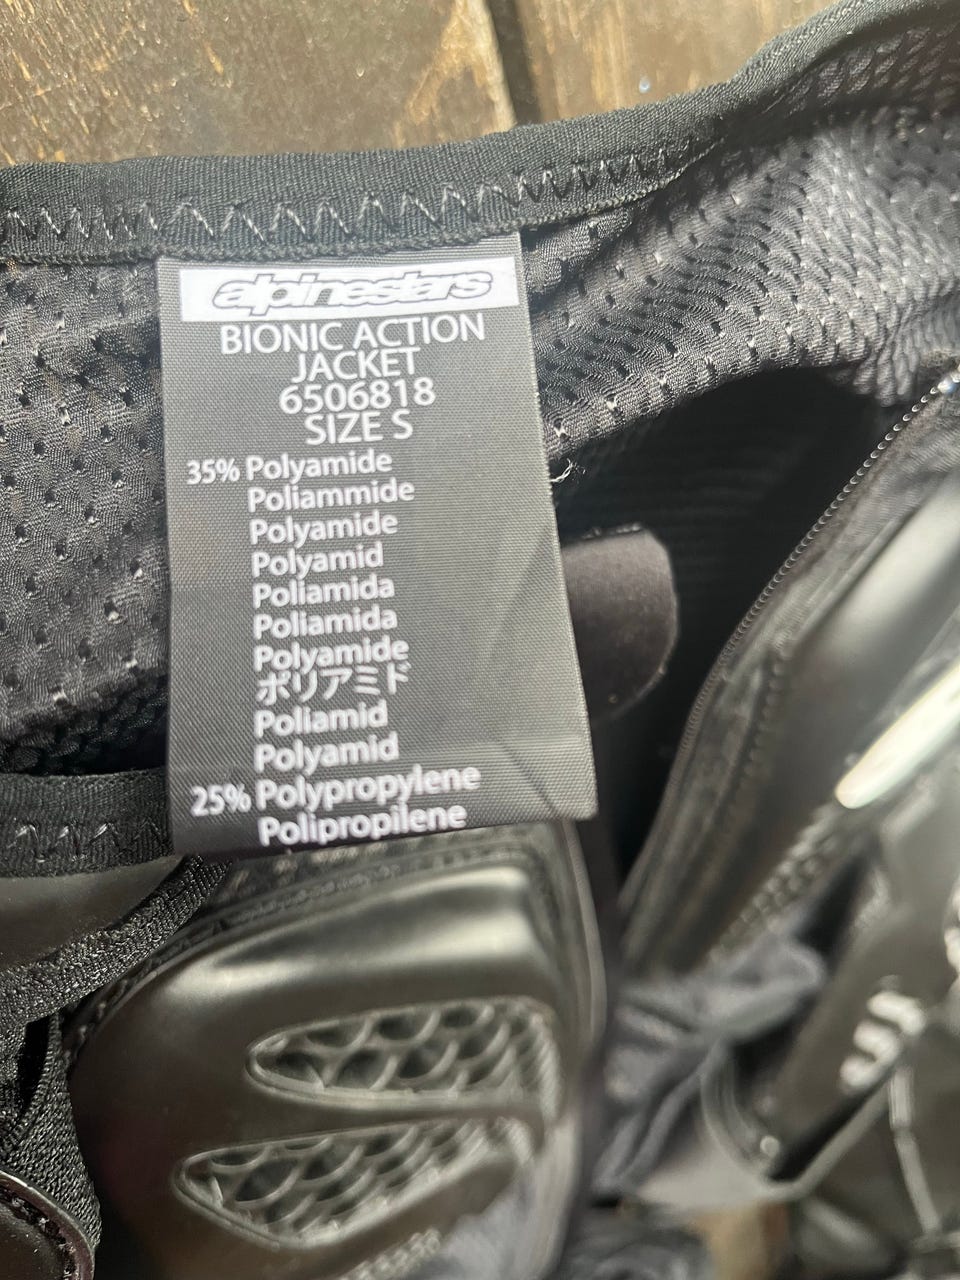 alpinestars
BIONIC ACTION
JACKET
6506818
SIZE S
35% Polyamide
Poliammide
Polyamide
Polyamid
Poliamida
Poliamida
Polyamide
ポリアミド
Poliamid
Polyamid
25% Polypropylene
Polipropilene